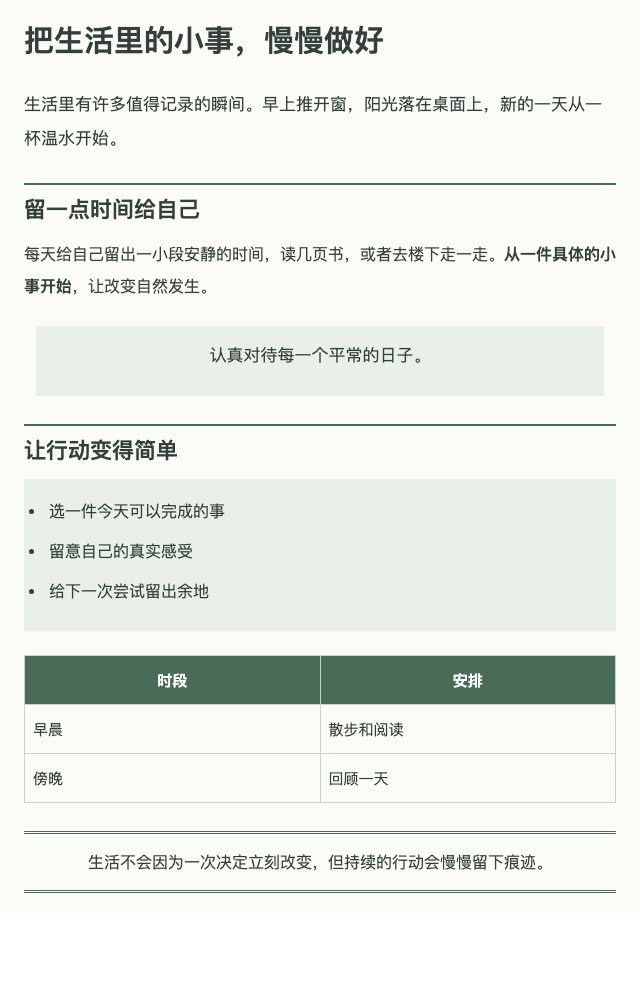 把生活里的小事，慢慢做好
生活里有许多值得记录的瞬间。早上推开窗，阳光落在桌面上，新的一天从一
杯温水开始。
留一点时间给自己
每天给自己留出一小段安静的时间，读几页书，或者去楼下走一走。从一件具体的小
事开始，让改变自然发生。
认真对待每一个平常的日子。
让行动变得简单
• 选一件今天可以完成的事
• 留意自己的真实感受
• 给下一次尝试留出余地
时段 安排
早晨 散步和阅读
傍晚 回顾一天
生活不会因为一次决定立刻改变，但持续的行动会慢慢留下痕迹。